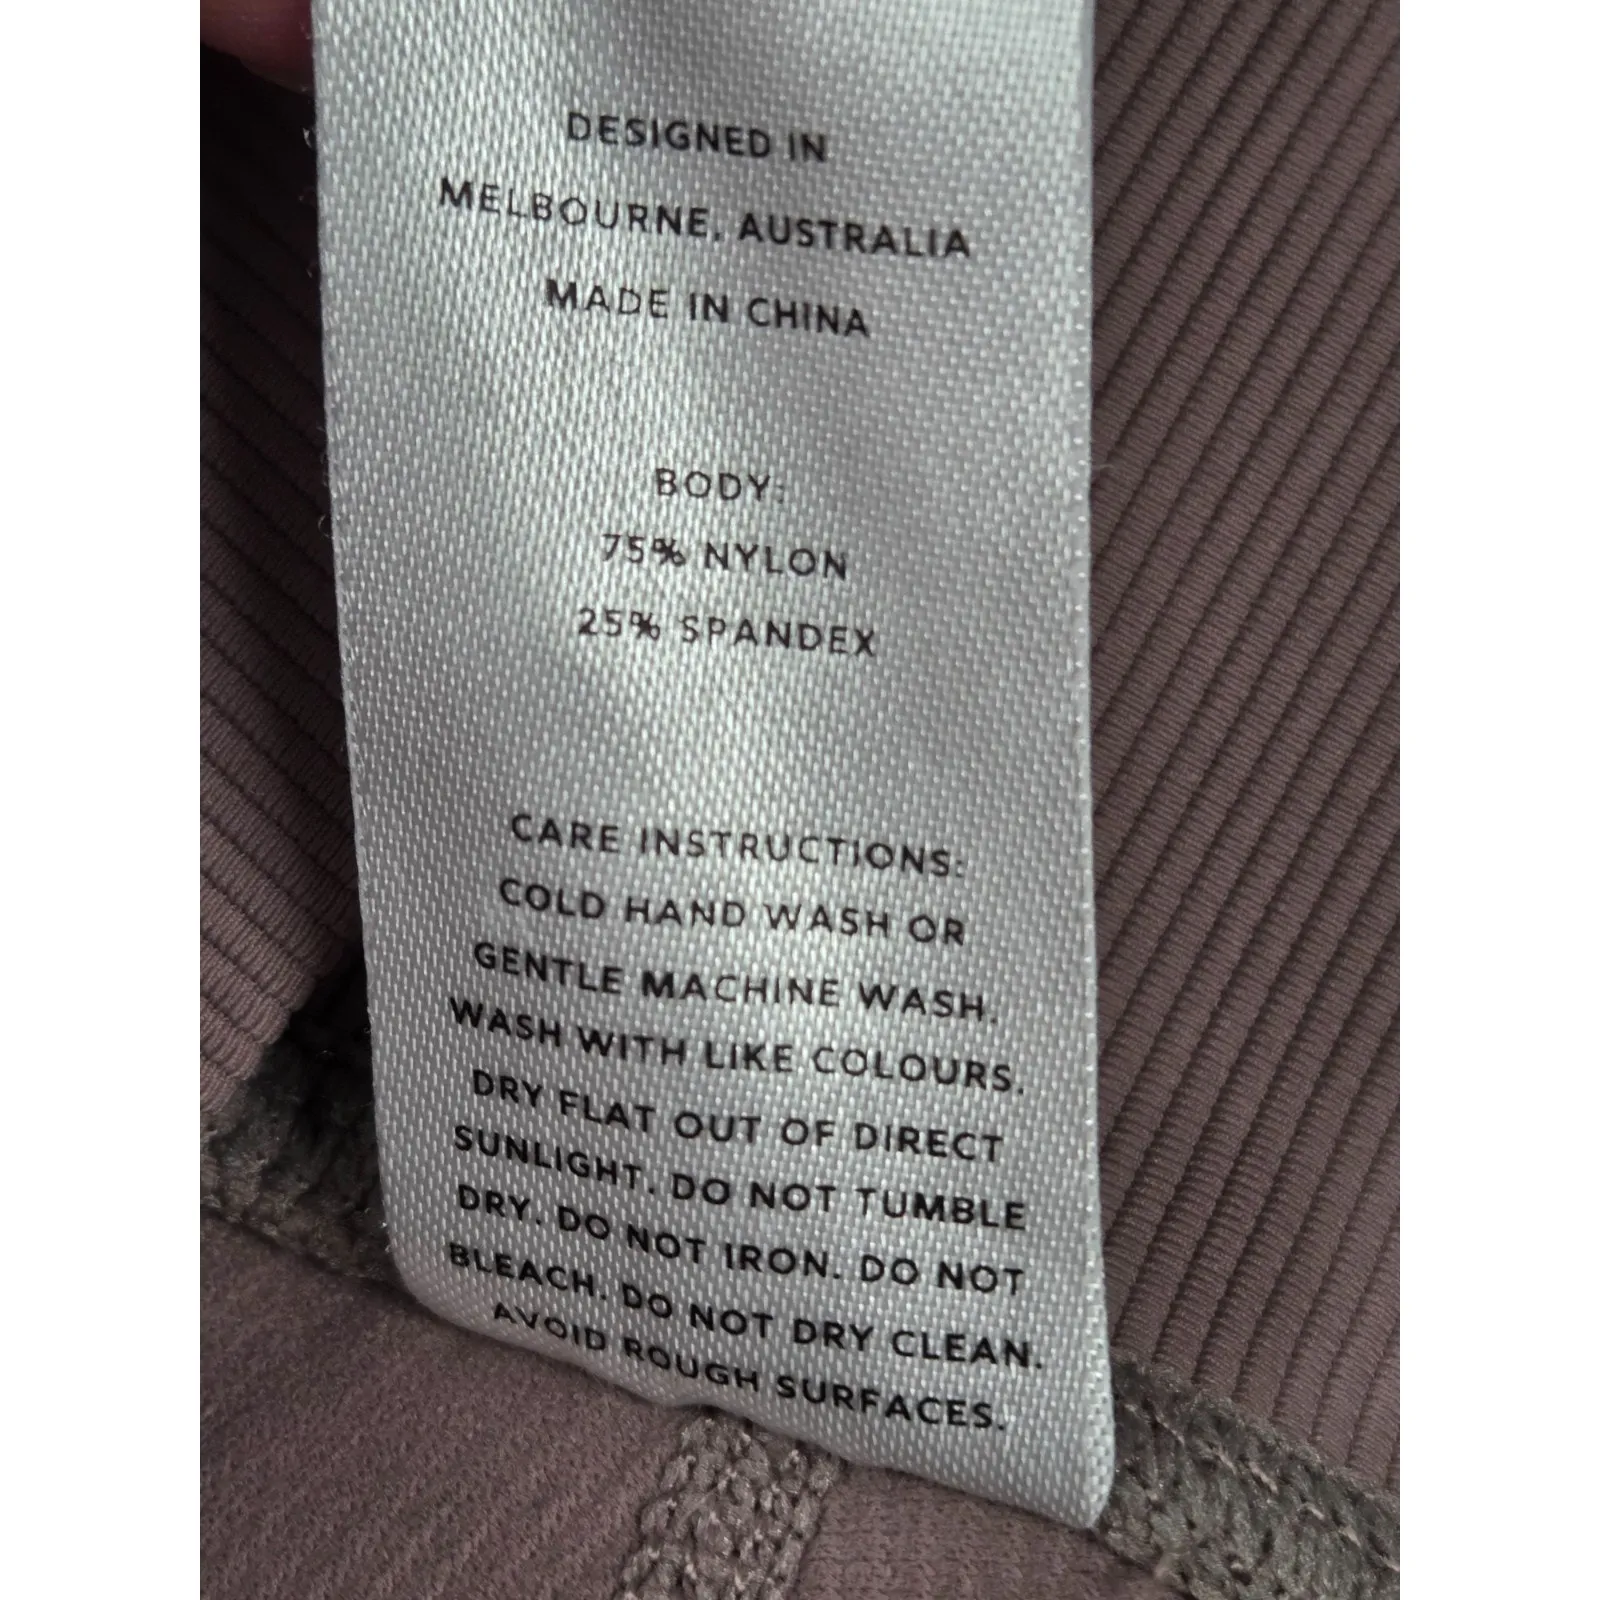 DESIGNED IN
MELBOURNE, AUSTRALIA
MADE IN CHINA
BODY:
75% NYLON
25% SPANDEX
CARE INSTRUCTIONS:
COLD HAND WASH OR
GENTLE MACHINE WASH.
WASH WITH LIKE COLOURS.
DRY FLAT OUT OF DIRECT
SUNLIGHT. DO NOT TUMBLE
DRY. DO NOT IRON. DO NOT
BLEACH. DO NOT DRY CLEAN.
AVOID ROUGH SURFACES.